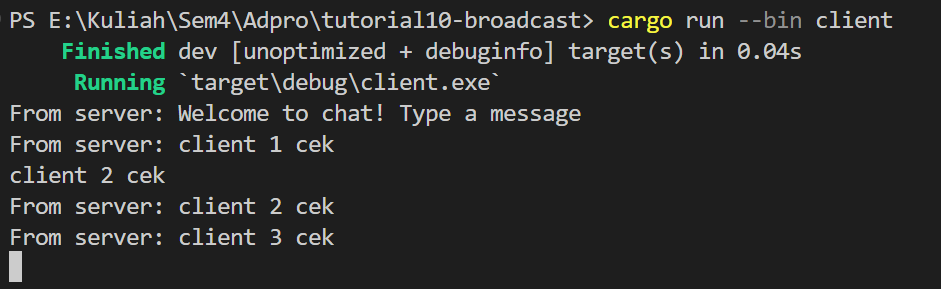 PS E:\Kuliah\Sem4\Adpro\tutorial10-broadcast> cargo run --bin client
Finished dev [unoptimized + debuginfo] target(s) in 0.04s
Running `target\debug\client.exe`
From server: Welcome to chat! Type a message
From server: client 1 cek
client 2 cek
From server: client 2 cek
From server: client 3 cek